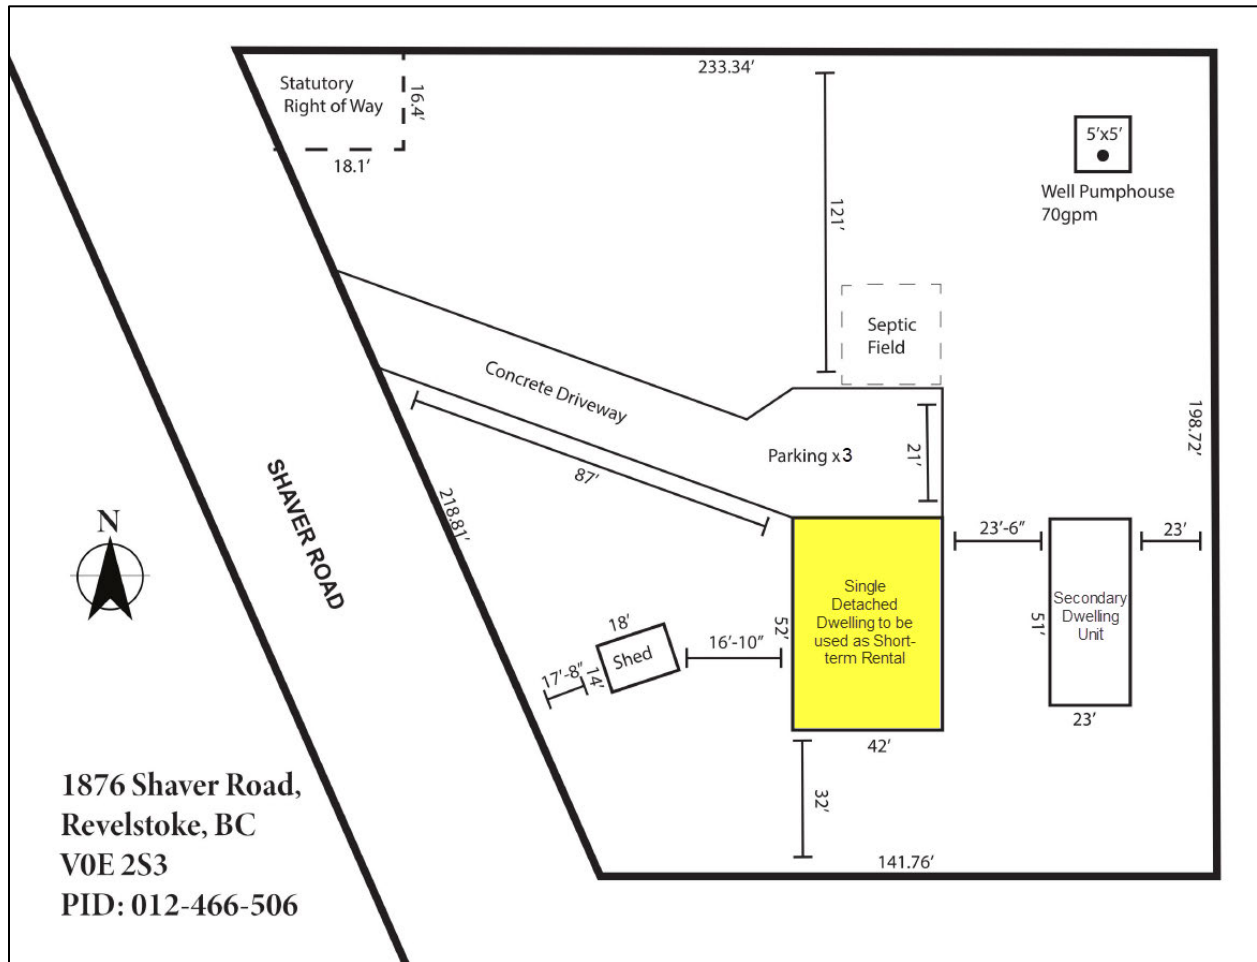 233.34′
Statutory
Right of Way
16.4′
18.1′
5′x5′
Well Pumphouse
70gpm
121′
Septic
Field
Concrete Driveway
87′
Parking x3
21′
198.72′
218.81′
SHAVER ROAD
N
23′-6″
23′
Single
Detached
Dwelling to be
used as Short-
term Rental
52′
42′
Secondary
Dwelling
Unit
51′
23′
18′
Shed
14′
17′-8″
16′-10″
32′
141.76′
1876 Shaver Road,
Revelstoke, BC
V0E 2S3
PID: 012-466-506